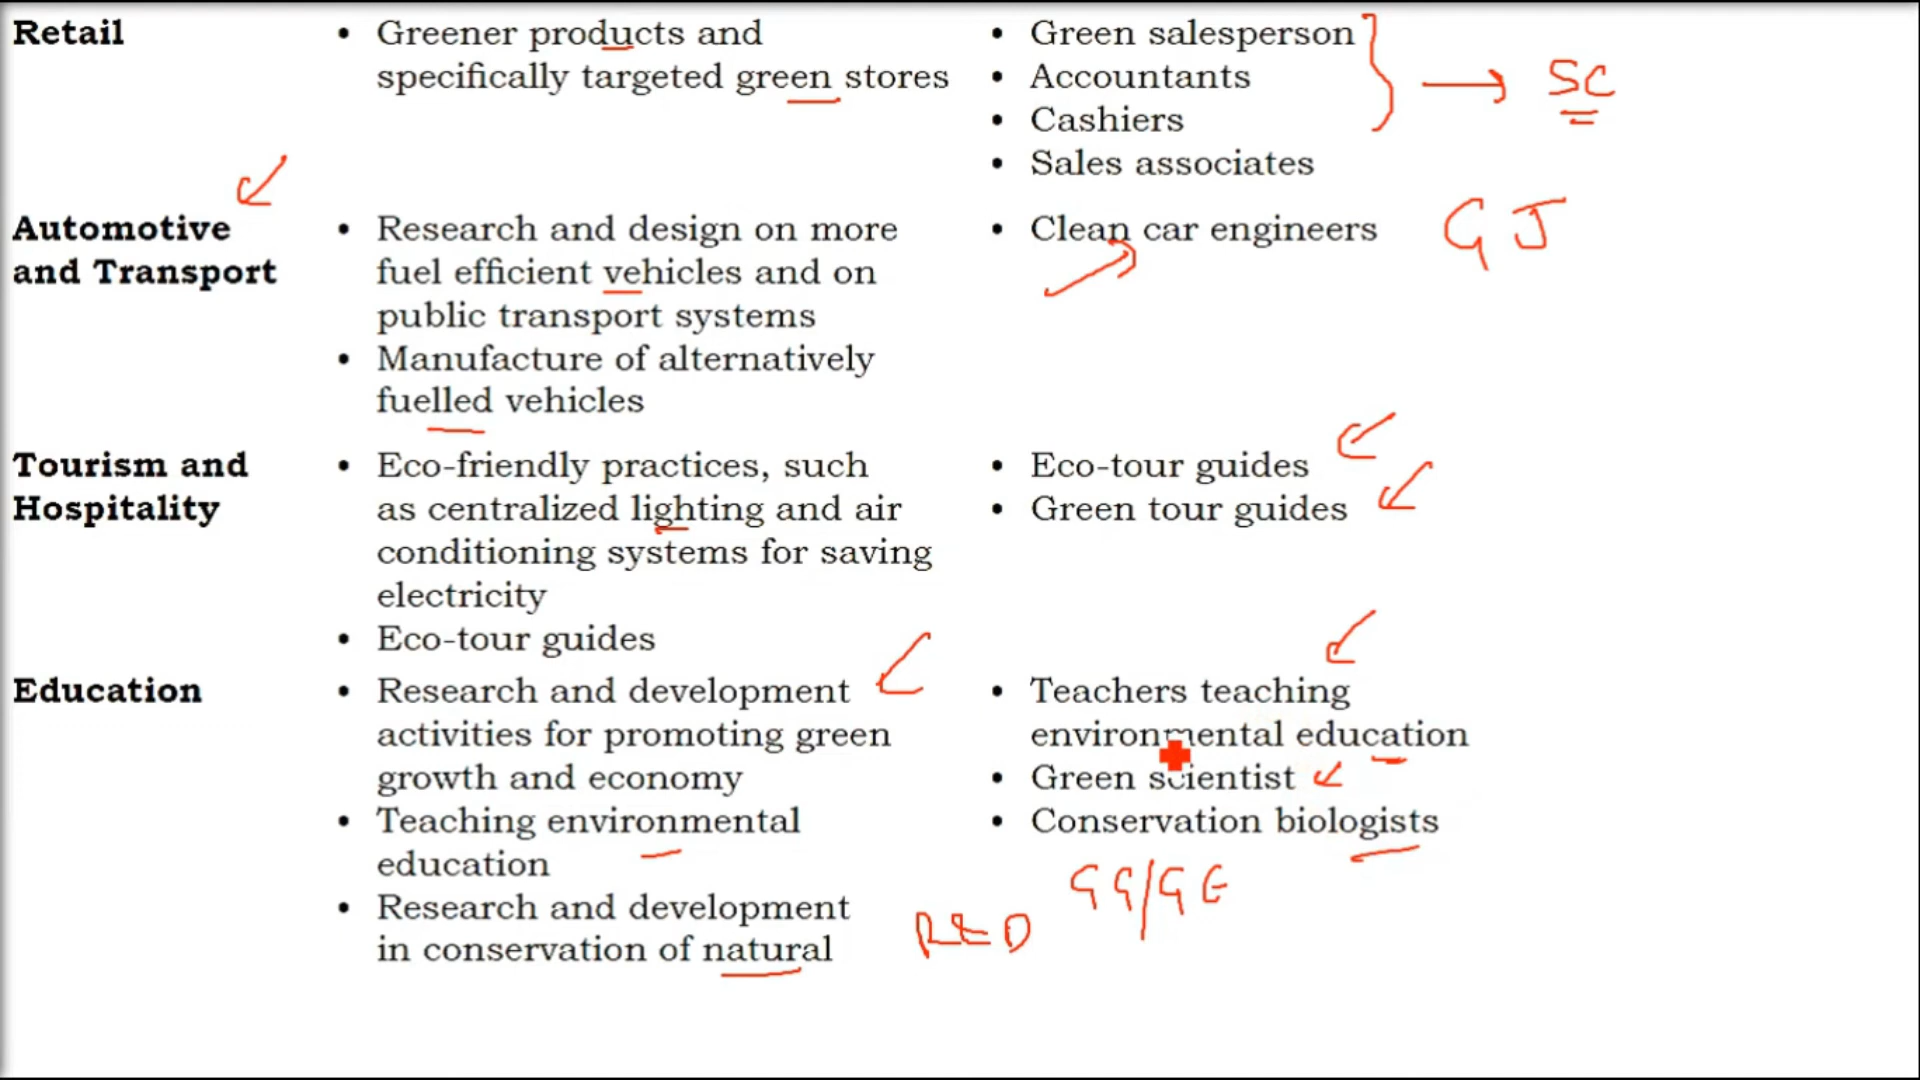 Retail
• Greener products and
specifically targeted green stores
• Green salesperson
• Accountants
• Cashiers
• Sales associates
SC
Automotive
and Transport
• Research and design on more
fuel efficient vehicles and on
public transport systems
• Manufacture of alternatively
fuelled vehicles
• Clean car engineers
GJ
Tourism and
Hospitality
• Eco-friendly practices, such
as centralized lighting and air
conditioning systems for saving
electricity
• Eco-tour guides
• Eco-tour guides
• Green tour guides
Education
• Research and development
activities for promoting green
growth and economy
• Teaching environmental
education
• Research and development
in conservation of natural
• Teachers teaching
environmental education
• Green scientist
• Conservation biologists
GG/GE
R&D